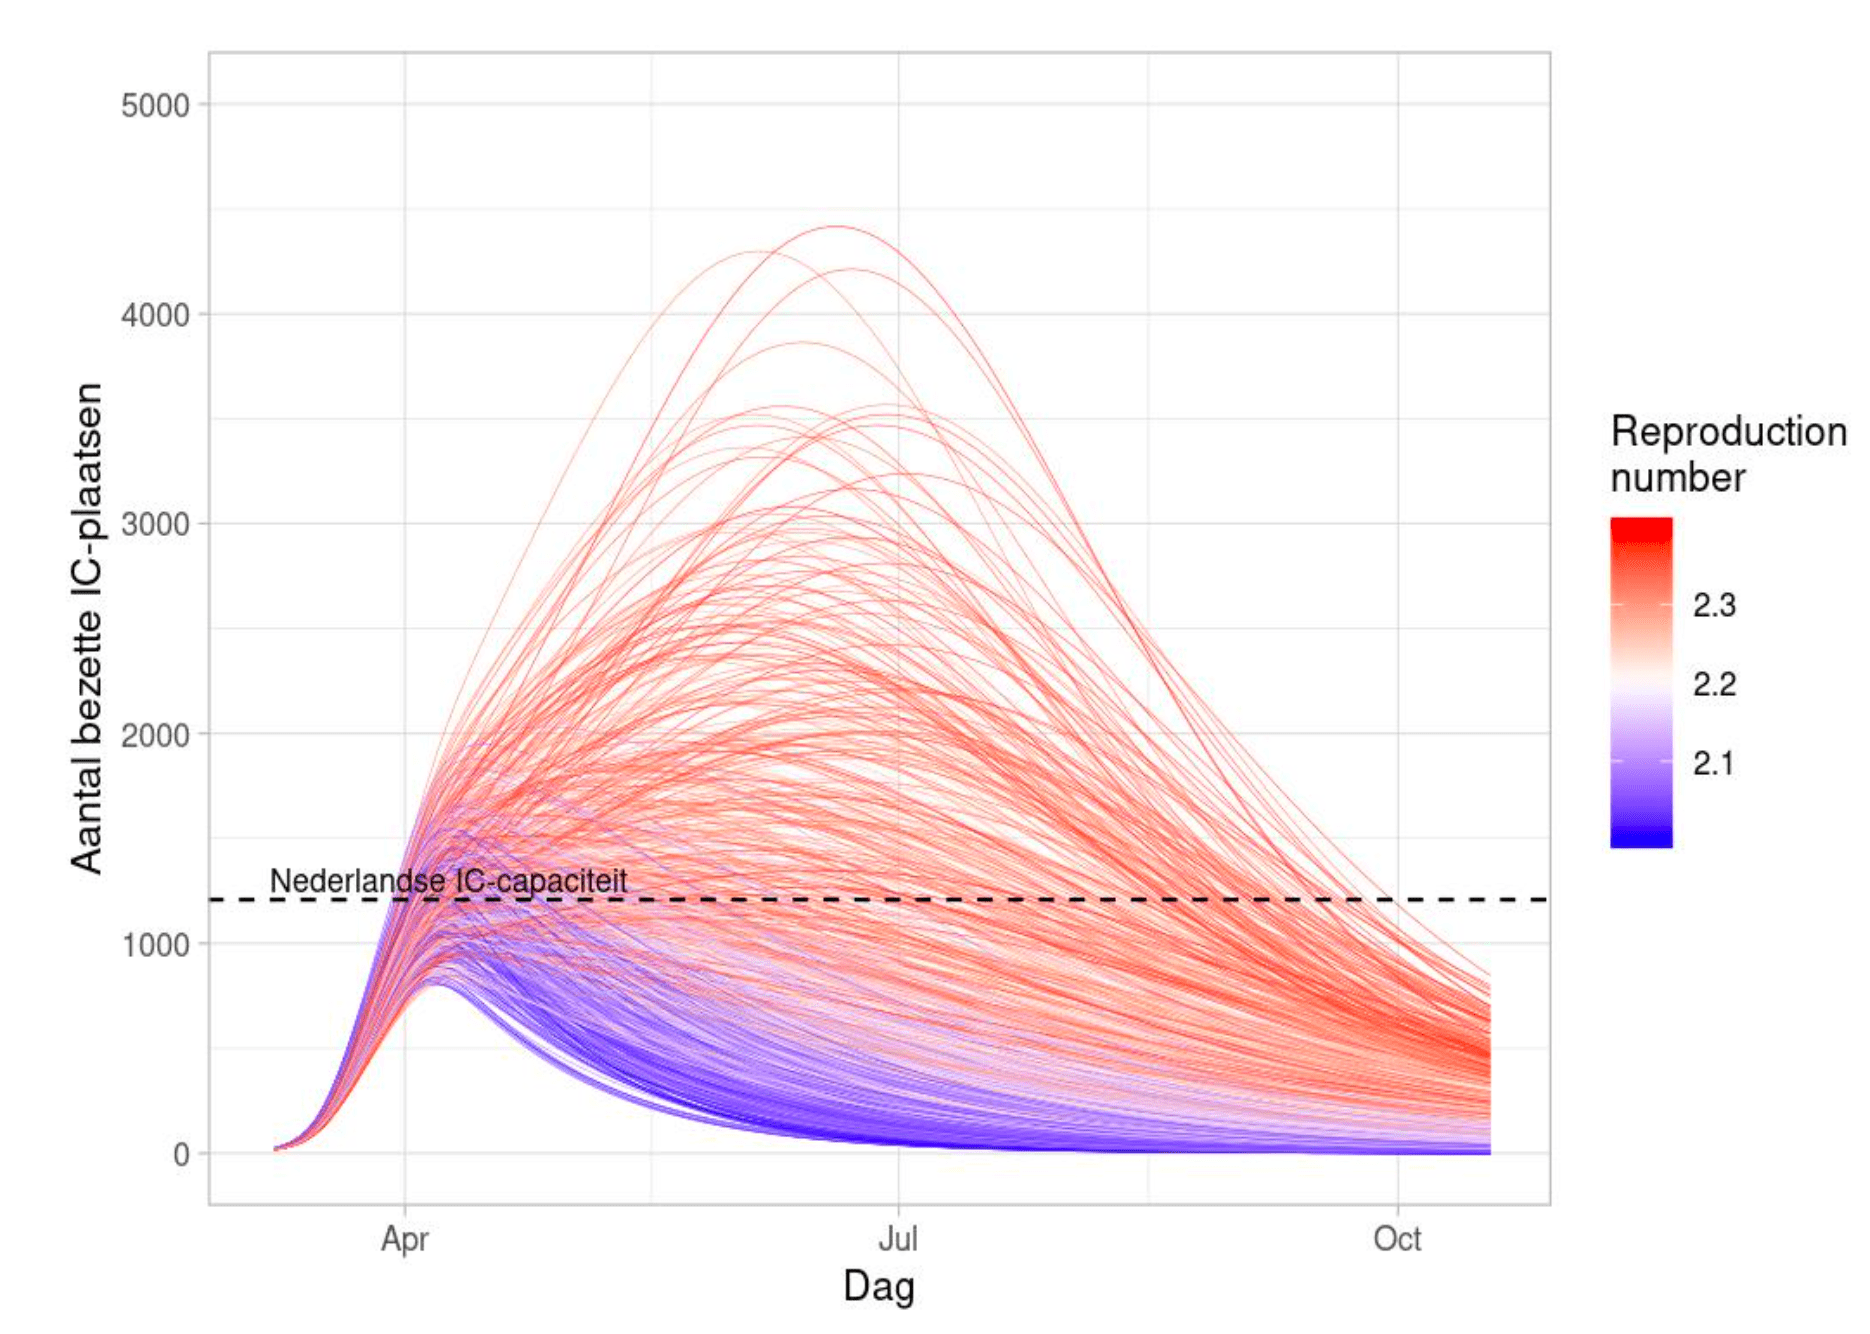 5000
4000
3000
2000
1000
0
Aantal bezette IC-plaatsen
Nederlandse IC-capaciteit
Apr
Jul
Oct
Dag
Reproduction
number
2.3
2.2
2.1